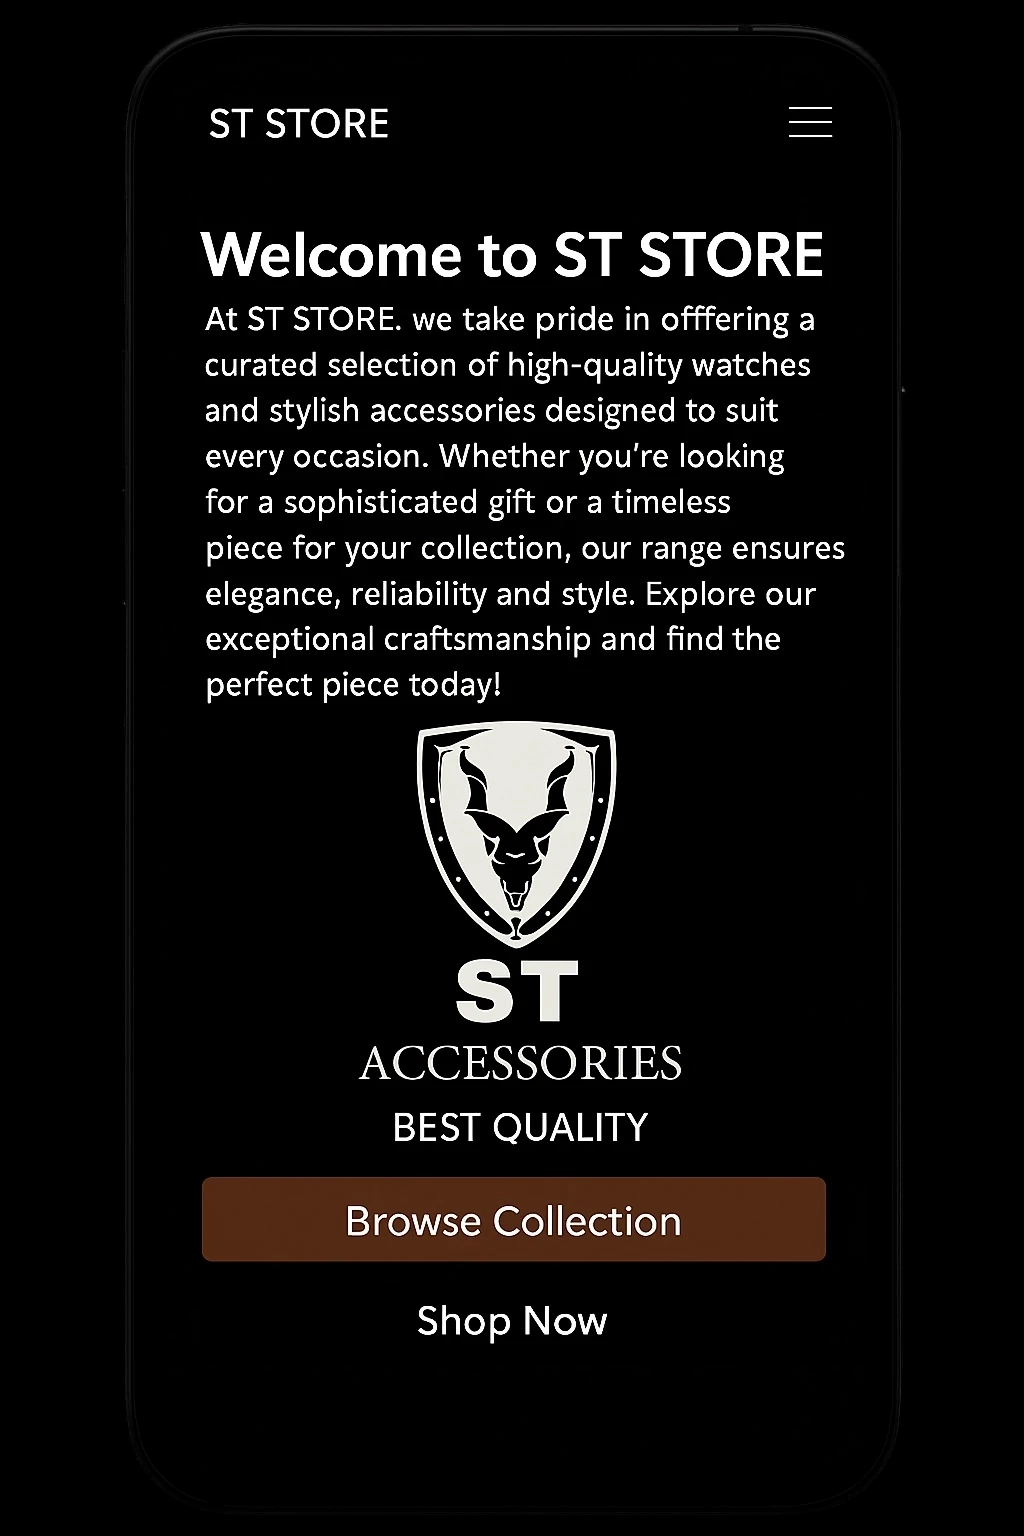 ST STORE
Welcome to ST STORE
At ST STORE. we take pride in offfering a
curated selection of high-quality watches
and stylish accessories designed to suit
every occasion. Whether you’re looking
for a sophisticated gift or a timeless
piece for your collection, our range ensures
elegance, reliability and style. Explore our
exceptional craftsmanship and find the
perfect piece today!
ST
ACCESSORIES
BEST QUALITY
Browse Collection
Shop Now